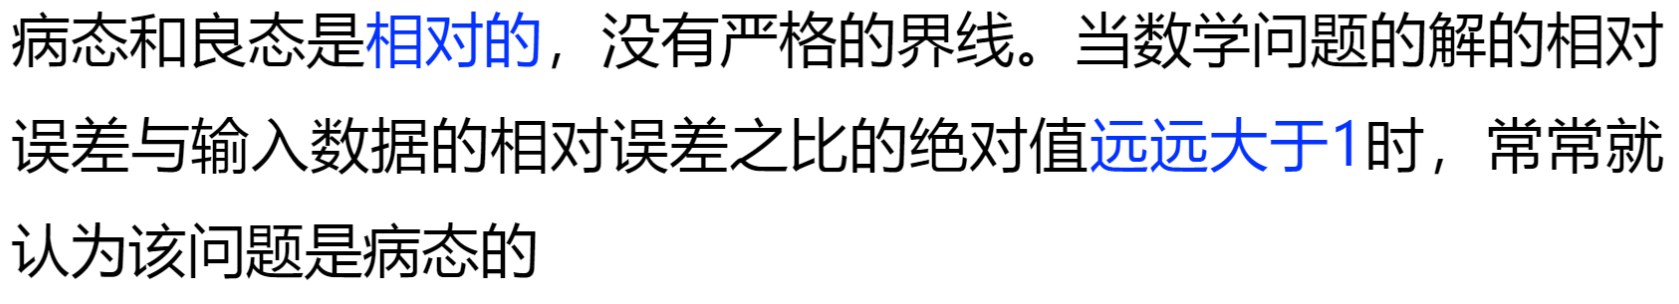 病态和良态是相对的，没有严格的界线。当数学问题的解的相对
误差与输入数据的相对误差之比的绝对值远远大于1时，常常就
认为该问题是病态的